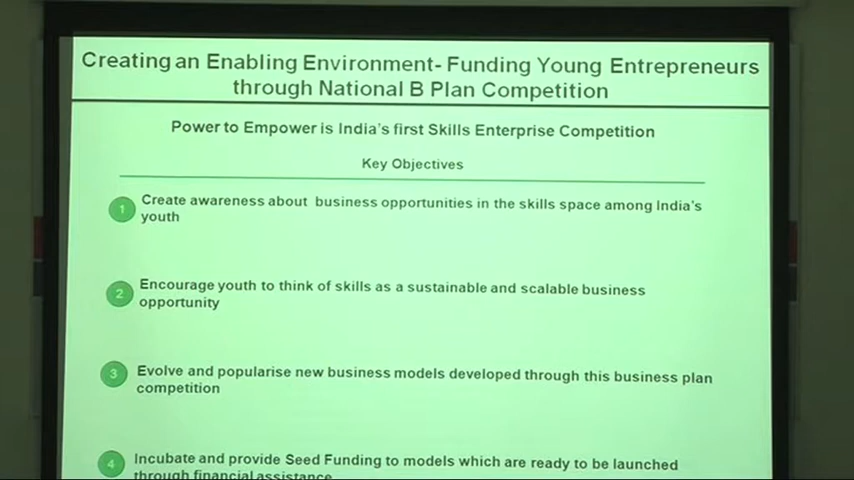 Creating an Enabling Environment- Funding Young Entrepreneurs
through National B Plan Competition
Power to Empower is India's first Skills Enterprise Competition
Key Objectives
1 Create awareness about business opportunities in the skills space among India's
youth
2 Encourage youth to think of skills as a sustainable and scalable business
opportunity
3 Evolve and popularise new business models developed through this business plan
competition
4 Incubate and provide Seed Funding to models which are ready to be launched
through financial assistance